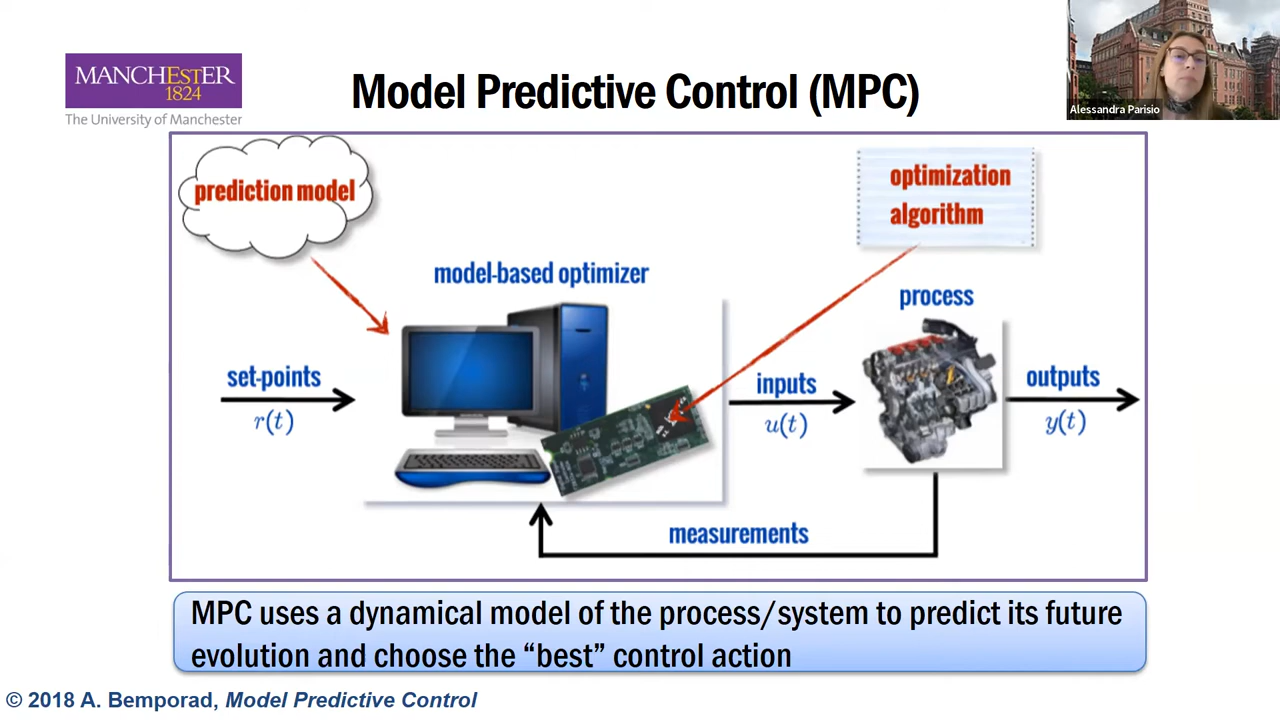 MANCHESTER
1824
The University of Manchester
Model Predictive Control (MPC)
Alessandra Parisio
prediction model
optimization
algorithm
model-based optimizer
process
set-points
r(t)
inputs
u(t)
outputs
y(t)
measurements
MPC uses a dynamical model of the process/system to predict its future
evolution and choose the “best” control action
© 2018 A. Bemporad, Model Predictive Control